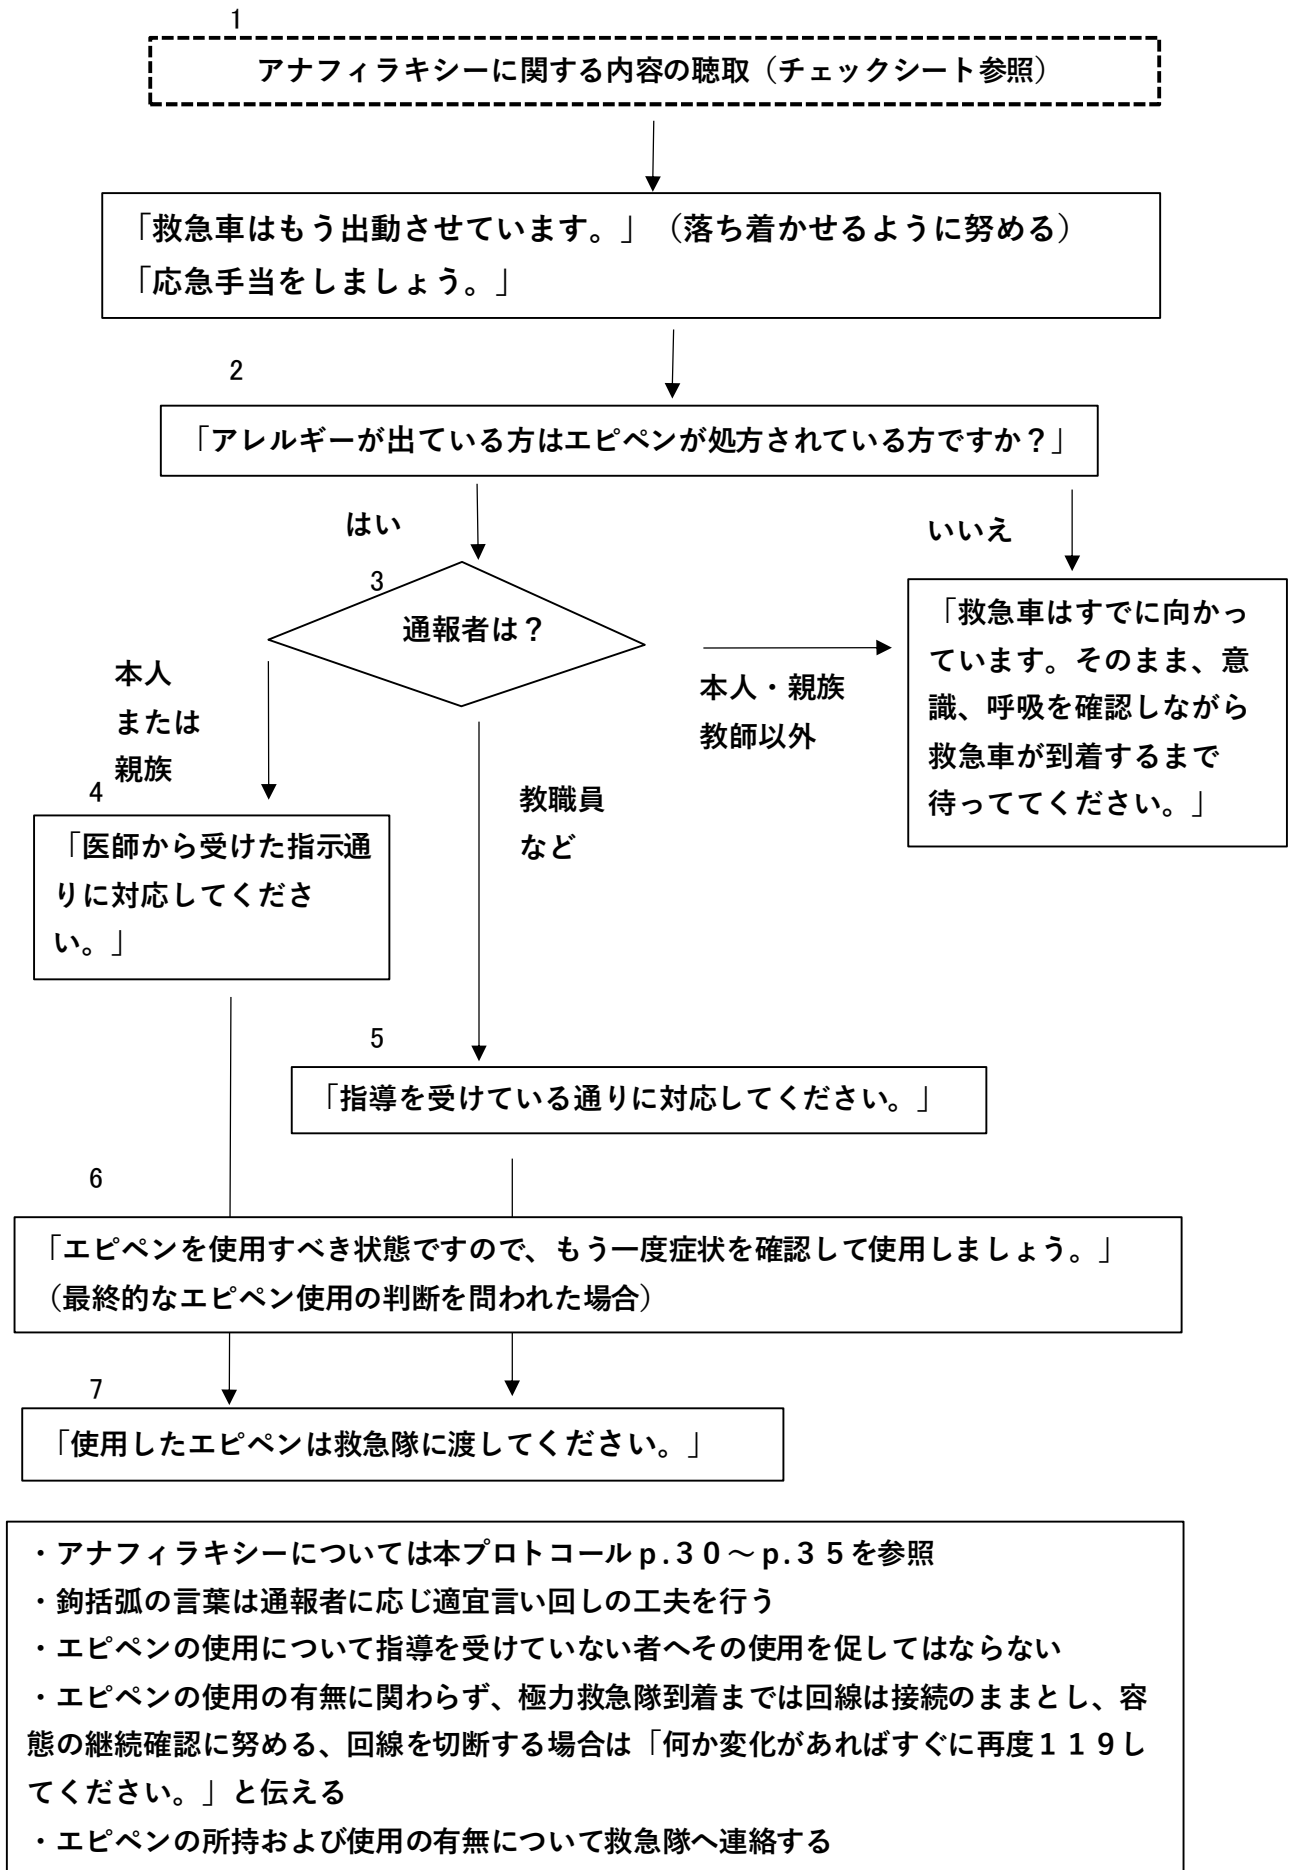 1
アナフィラキシーに関する内容の聴取（チェックシート参照）
「救急車はもう出動させています。」（落ち着かせるように努める）
「応急手当をしましょう。」
2
「アレルギーが出ている方はエピペンが処方されている方ですか？」
はい
いいえ
3
通報者は？
「救急車はすでに向かっ
ています。そのまま、意
識、呼吸を確認しながら
救急車が到着するまで
待っててください。」
本人
または
親族
本人・親族
教師以外
教職員
など
4
「医師から受けた指示通
りに対応してくださ
い。」
5
「指導を受けている通りに対応してください。」
6
「エピペンを使用すべき状態ですので、もう一度症状を確認して使用しましょう。」
（最終的なエピペン使用の判断を問われた場合）
7
「使用したエピペンは救急隊に渡してください。」
・アナフィラキシーについては本プロトコールp.３０～p.３５を参照
・鉤括弧の言葉は通報者に応じ適宜言い回しの工夫を行う
・エピペンの使用について指導を受けていない者へその使用を促してはならない
・エピペンの使用の有無に関わらず、極力救急隊到着までは回線は接続のままとし、容
態の継続確認に努める、回線を切断する場合は「何か変化があればすぐに再度１１９し
てください。」と伝える
・エピペンの所持および使用の有無について救急隊へ連絡する